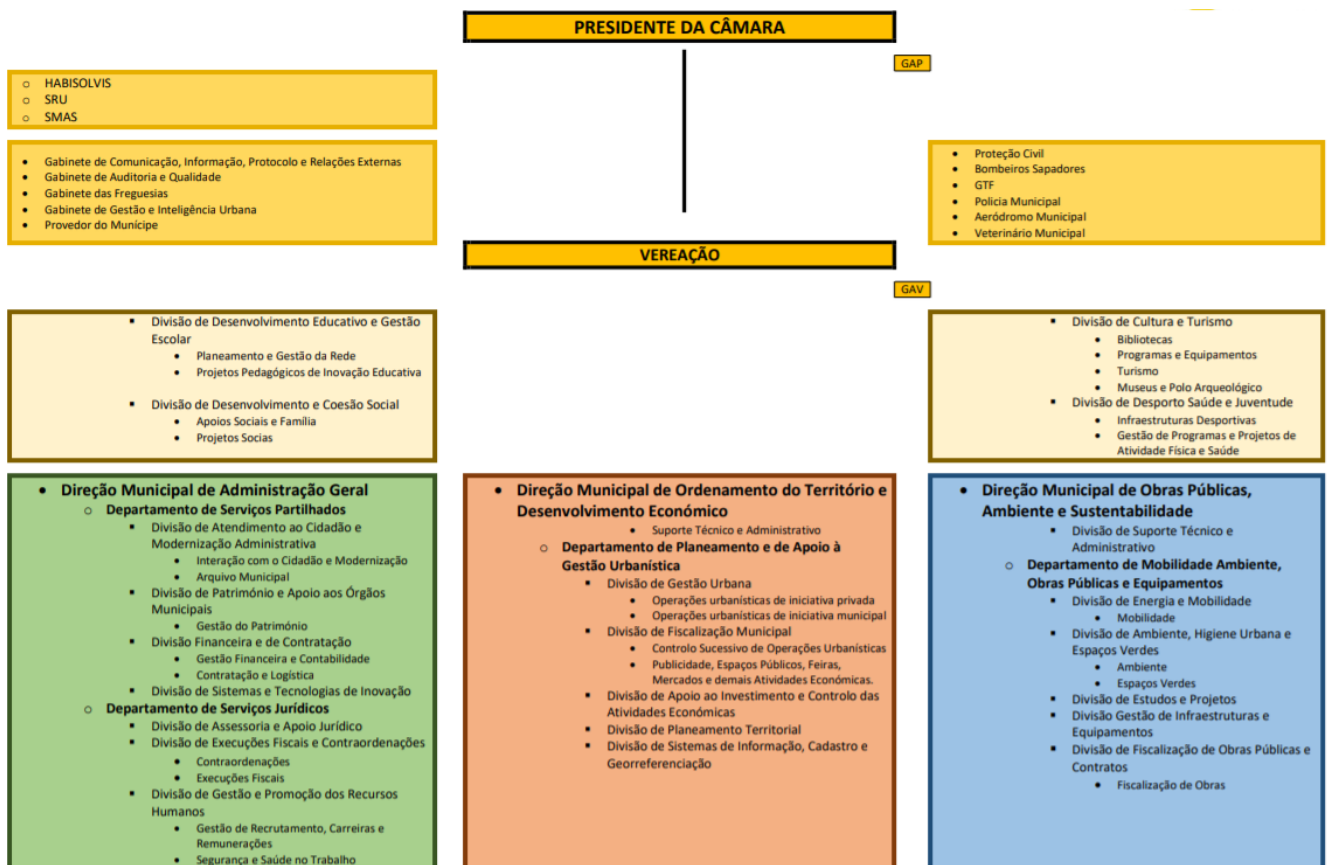 PRESIDENTE DA CÂMARA
GAP
HABISOLVIS
SRU
SMAS
Gabinete de Comunicação, Informação, Protocolo e Relações Externas
Gabinete de Auditoria e Qualidade
Gabinete das Freguesias
Gabinete de Gestão e Inteligência Urbana
Provedor do Munícipe
Proteção Civil
Bombeiros Sapadores
GTF
Policia Municipal
Aeródromo Municipal
Veterinário Municipal
VEREAÇÃO
GAV
Divisão de Desenvolvimento Educativo e Gestão
Escolar
Planeamento e Gestão da Rede
Projetos Pedagógicos de Inovação Educativa
Divisão de Desenvolvimento e Coesão Social
Apoios Sociais e Família
Projetos Socias
Divisão de Cultura e Turismo
Bibliotecas
Programas e Equipamentos
Turismo
Museus e Polo Arqueológico
Divisão de Desporto Saúde e Juventude
Infraestruturas Desportivas
Gestão de Programas e Projetos de
Atividade Física e Saúde
Direção Municipal de Administração Geral
Departamento de Serviços Partilhados
Divisão de Atendimento ao Cidadão e
Modernização Administrativa
Interação com o Cidadão e Modernização
Arquivo Municipal
Divisão de Património e Apoio aos Órgãos
Municipais
Gestão do Património
Divisão Financeira e de Contratação
Gestão Financeira e Contabilidade
Contratação e Logística
Divisão de Sistemas e Tecnologias de Inovação
Departamento de Serviços Jurídicos
Divisão de Assessoria e Apoio Jurídico
Divisão de Execuções Fiscais e Contraordenações
Contraordenações
Execuções Fiscais
Divisão de Gestão e Promoção dos Recursos
Humanos
Gestão de Recrutamento, Carreiras e
Remunerações
Segurança e Saúde no Trabalho
Direção Municipal de Ordenamento do Território e
Desenvolvimento Económico
Suporte Técnico e Administrativo
Departamento de Planeamento e de Apoio à
Gestão Urbanística
Divisão de Gestão Urbana
Operações urbanísticas de iniciativa privada
Operações urbanísticas de iniciativa municipal
Divisão de Fiscalização Municipal
Controlo Sucessivo de Operações Urbanísticas
Publicidade, Espaços Públicos, Feiras,
Mercados e demais Atividades Económicas.
Divisão de Apoio ao Investimento e Controlo das
Atividades Económicas
Divisão de Planeamento Territorial
Divisão de Sistemas de Informação, Cadastro e
Georreferenciação
Direção Municipal de Obras Públicas,
Ambiente e Sustentabilidade
Divisão de Suporte Técnico e
Administrativo
Departamento de Mobilidade Ambiente,
Obras Públicas e Equipamentos
Divisão de Energia e Mobilidade
Mobilidade
Divisão de Ambiente, Higiene Urbana e
Espaços Verdes
Ambiente
Espaços Verdes
Divisão de Estudos e Projetos
Divisão Gestão de Infraestruturas e
Equipamentos
Divisão de Fiscalização de Obras Públicas e
Contratos
Fiscalização de Obras